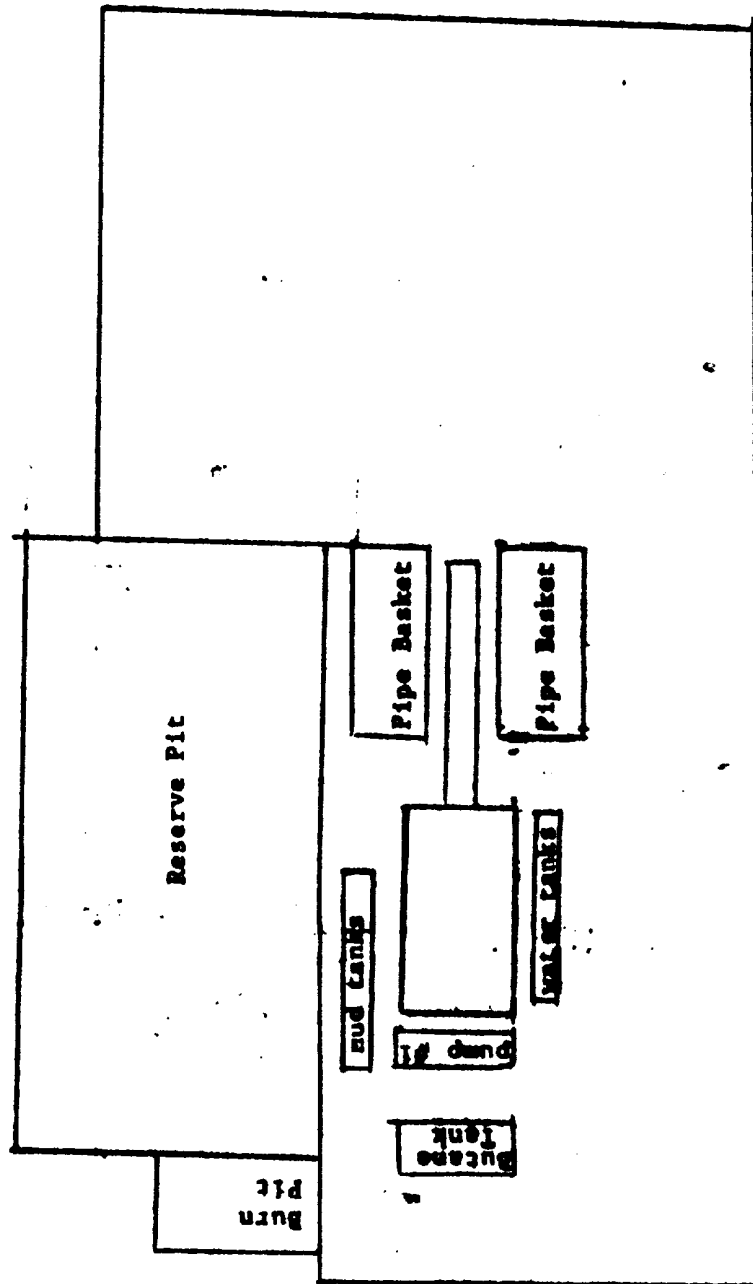 Reserve Pit
Pipe Basket
Pipe Basket
mud tanks
water tanks
pump #1
Butane
Tank
Burn
Pit